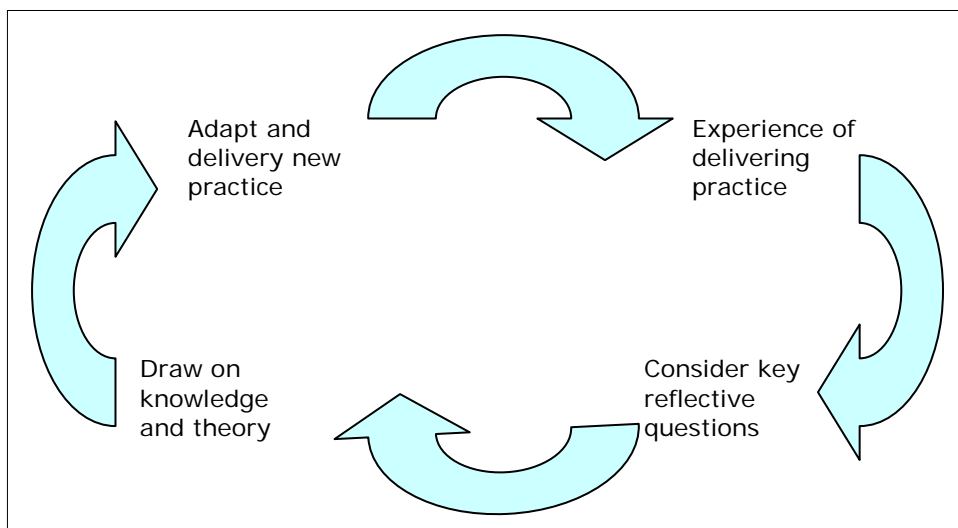 Adapt and
delivery new
practice
Experience of
delivering
practice
Consider key
reflective
questions
Draw on
knowledge
and theory